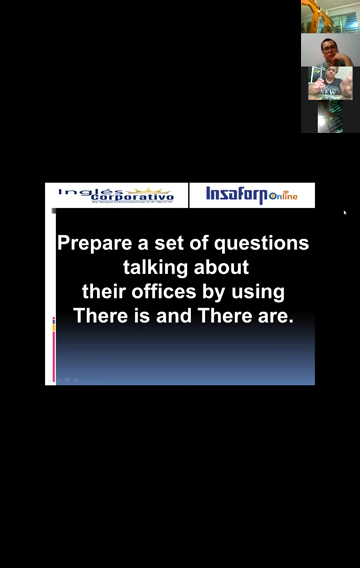 Inglés
Corporativo
Insaforp Online
Prepare a set of questions
talking about
their offices by using
There is and There are.